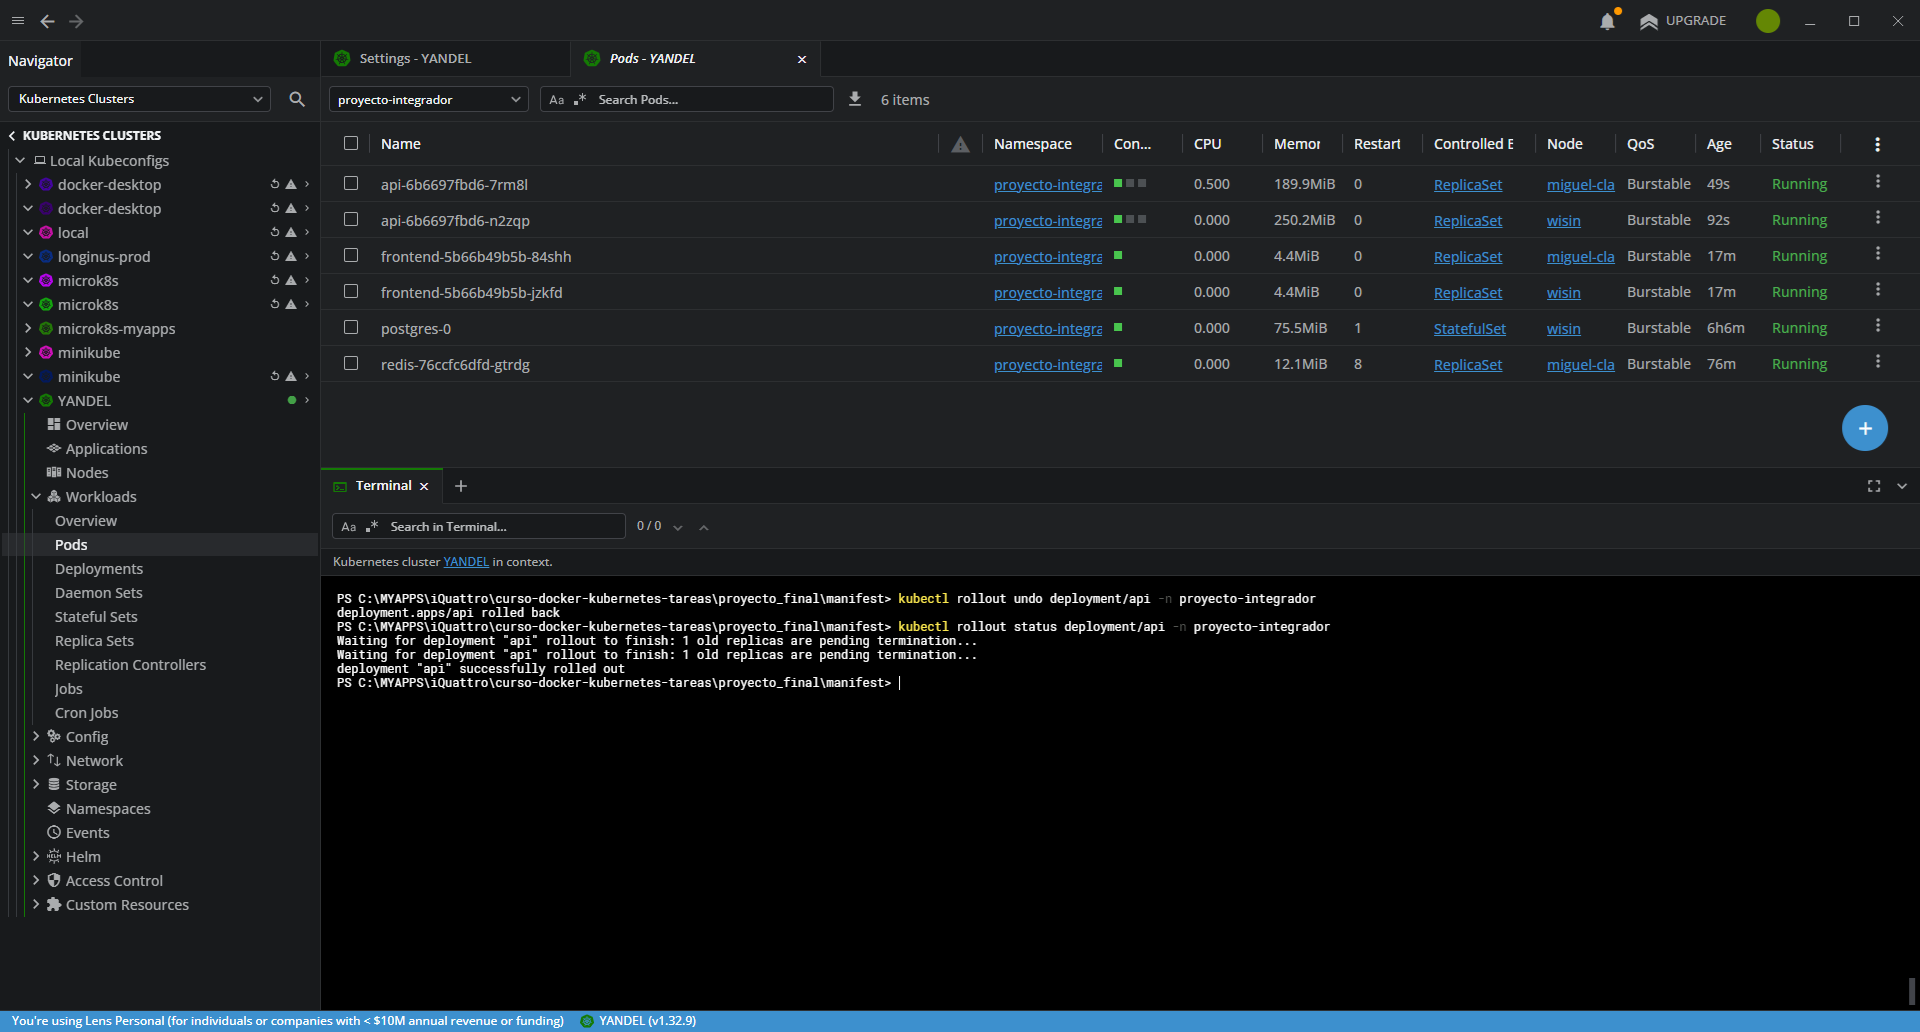 UPGRADE
Navigator
Settings - YANDEL
Pods - YANDEL
Kubernetes Clusters
proyecto-integrador
Aa .* Search Pods...
6 items
KUBERNETES CLUSTERS
Local Kubeconfigs
docker-desktop
docker-desktop
local
longinus-prod
microk8s
microk8s
microk8s-myapps
minikube
minikube
YANDEL
Overview
Applications
Nodes
Workloads
Overview
Pods
Deployments
Daemon Sets
Stateful Sets
Replica Sets
Replication Controllers
Jobs
Cron Jobs
Config
Network
Storage
Namespaces
Events
Helm
Access Control
Custom Resources
Name Namespace Con... CPU Memor Restart Controlled E Node QoS Age Status
api-6b6697fbd6-7rm8l proyecto-integra 0.500 189.9MiB 0 ReplicaSet miguel-cla Burstable 49s Running
api-6b6697fbd6-n2zqp proyecto-integra 0.000 250.2MiB 0 ReplicaSet wisin Burstable 92s Running
frontend-5b66b49b5b-84shh proyecto-integra 0.000 4.4MiB 0 ReplicaSet miguel-cla Burstable 17m Running
frontend-5b66b49b5b-jzkfd proyecto-integra 0.000 4.4MiB 0 ReplicaSet wisin Burstable 17m Running
postgres-0 proyecto-integra 0.000 75.5MiB 1 StatefulSet wisin Burstable 6h6m Running
redis-76ccfc6dfd-gtrdg proyecto-integra 0.000 12.1MiB 8 ReplicaSet miguel-cla Burstable 76m Running
Terminal
Aa .* Search in Terminal... 0 / 0
Kubernetes cluster YANDEL in context.
PS C:\MYAPPS\iQuattro\curso-docker-kubernetes-tareas\proyecto_final\manifest> kubectl rollout undo deployment/api -n proyecto-integrador
deployment.apps/api rolled back
PS C:\MYAPPS\iQuattro\curso-docker-kubernetes-tareas\proyecto_final\manifest> kubectl rollout status deployment/api -n proyecto-integrador
Waiting for deployment "api" rollout to finish: 1 old replicas are pending termination...
Waiting for deployment "api" rollout to finish: 1 old replicas are pending termination...
deployment "api" successfully rolled out
PS C:\MYAPPS\iQuattro\curso-docker-kubernetes-tareas\proyecto_final\manifest>
You're using Lens Personal (for individuals or companies with < $10M annual revenue or funding) YANDEL (v1.32.9)